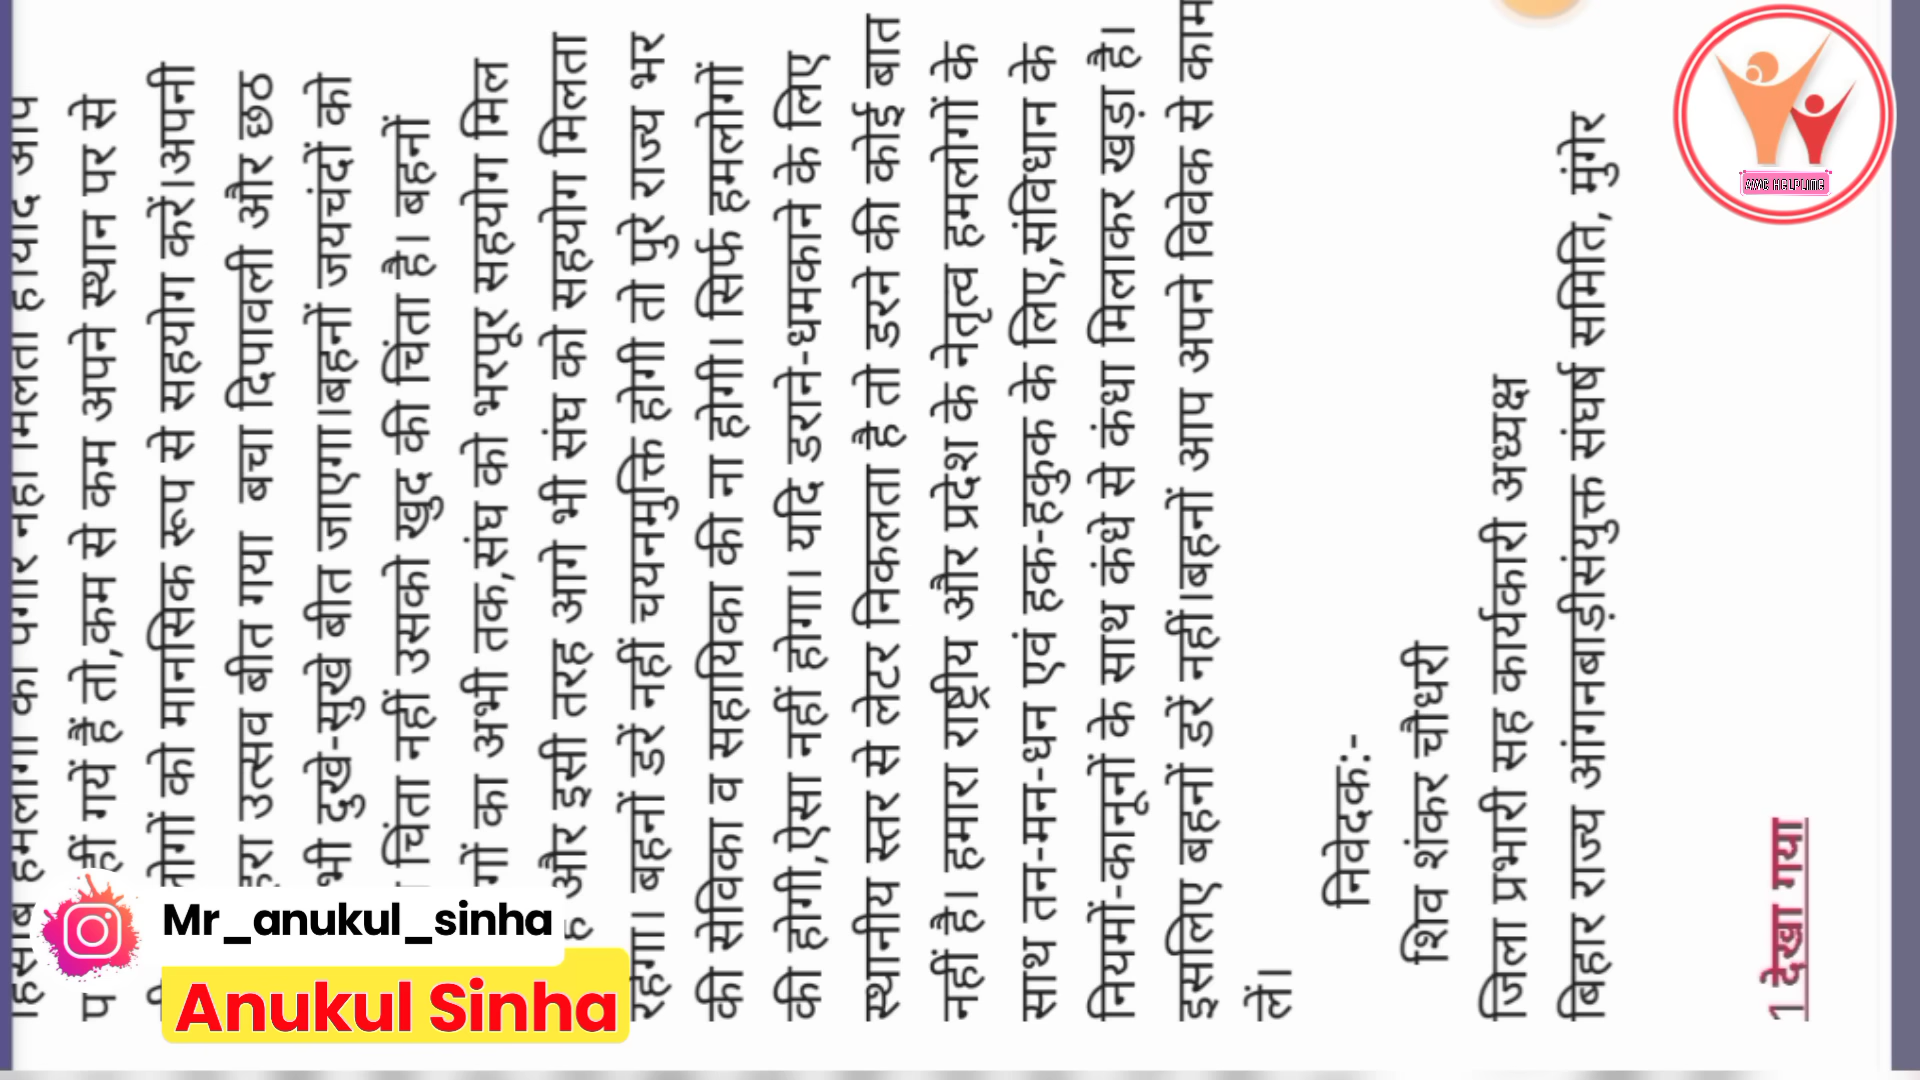 हिसाब हमलोगों को पगार नहीं मिलता हायाद आप
प हीं गयें हैं तो,कम से कम अपने स्थान पर से
लोगों को मानसिक रूप से सहयोग करें।अपनी
हरा उत्सव बीत गया बचा दिपावली और छठ
भी दुखे-सुखे बीत जाएगा।बहनों जयचंदों को
चिंता नहीं उसको खुद की चिंता है। बहनों
गों का अभी तक,संघ को भरपूर सहयोग मिल
है और इसी तरह आगे भी संघ को सहयोग मिलता
रहेगा। बहनों डरें नहीं चयनमुक्ति होगी तो पुरे राज्य भर
की सेविका व सहायिका की ना होगी। सिर्फ हमलोगों
की होगी,ऐसा नहीं होगा। यदि डराने-धमकाने के लिए
स्थानीय स्तर से लेटर निकलता है तो डरने की कोई बात
नहीं है। हमारा राष्ट्रीय और प्रदेश के नेतृत्व हमलोगों के
साथ तन-मन-धन एवं हक-हकुक के लिए,संविधान के
नियमों-कानूनों के साथ कंधे से कंधा मिलाकर खड़ा है।
इसलिए बहनों डरें नहीं।बहनों आप अपने विवेक से काम
लें।
निवेदक:-
शिव शंकर चौधरी
जिला प्रभारी सह कार्यकारी अध्यक्ष
बिहार राज्य आंगनबाड़ीसंयुक्त संघर्ष समिति, मुंगेर
1 देखा गया
Mr_anukul_sinha
Anukul Sinha
AWC HELPLINE